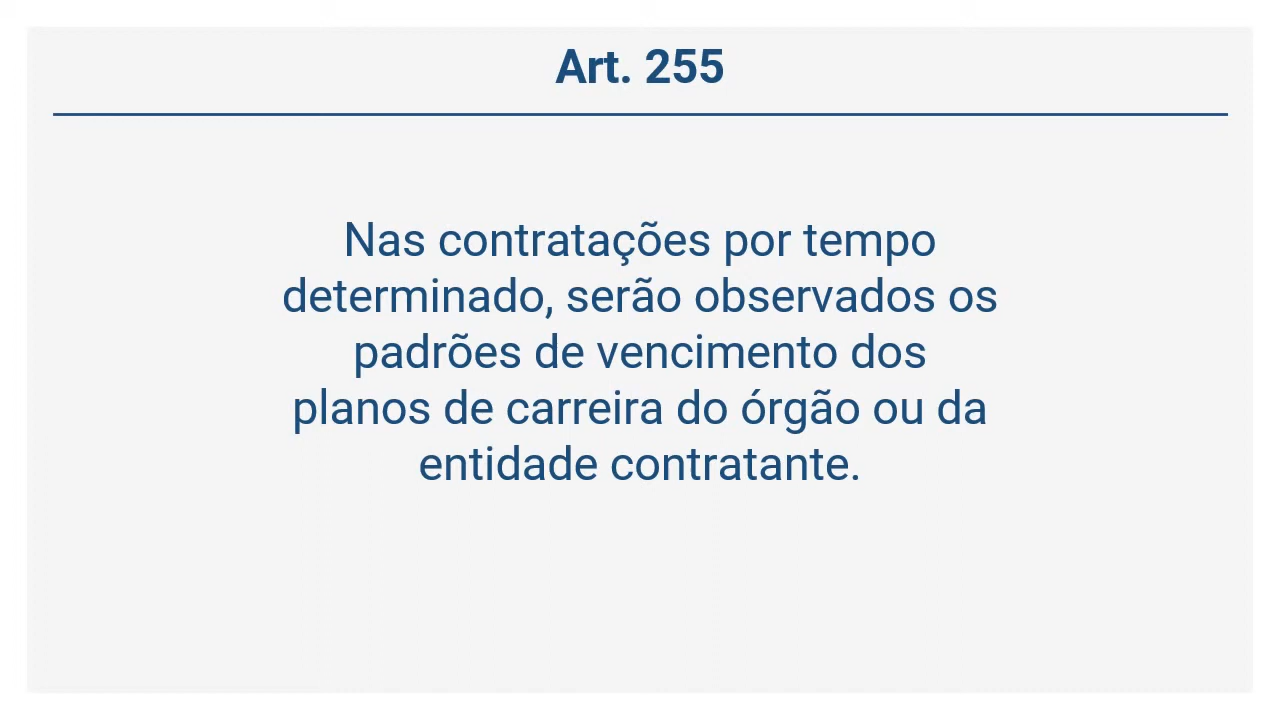 Art. 255
Nas contratações por tempo
determinado, serão observados os
padrões de vencimento dos
planos de carreira do órgão ou da
entidade contratante.